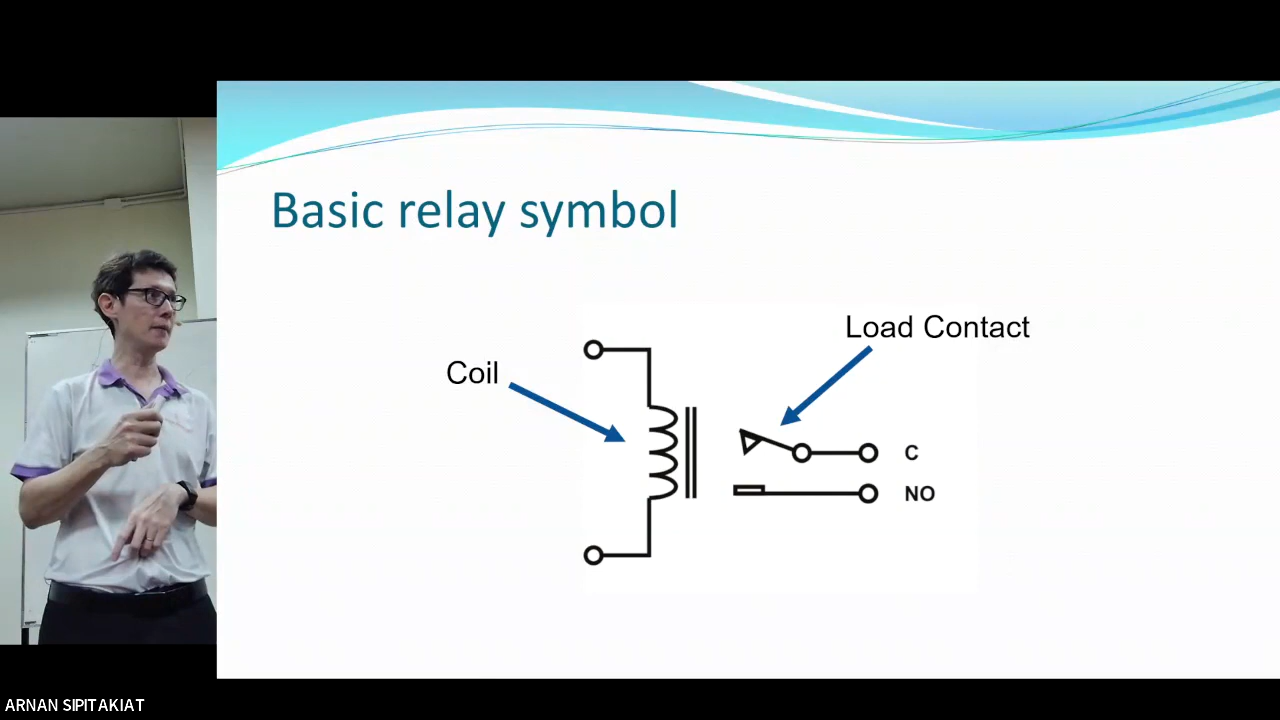 Basic relay symbol
Load Contact
Coil
C
NO
ARNAN SIPITAKIAT